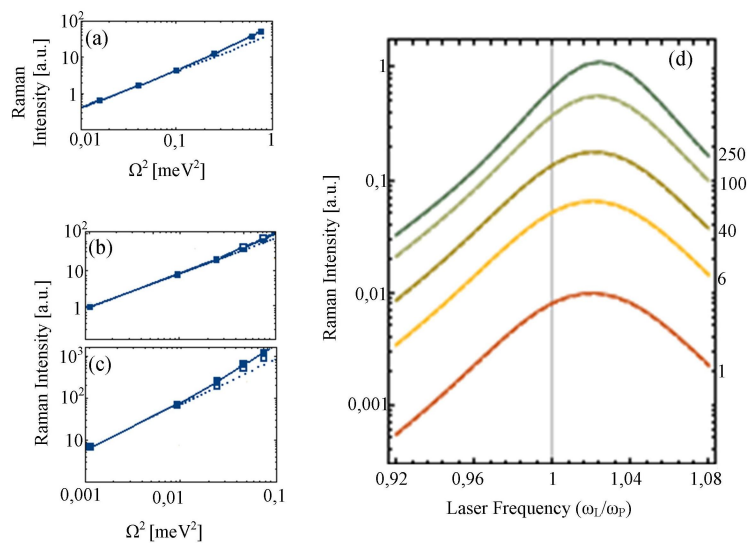 (a)
10²
10
1
Raman
Intensity [a.u.]
0,01
0,1
1
Ω² [meV²]
(b)
10²
10
1
(c)
10³
10²
10
Raman Intensity [a.u.]
0,001
0,01
0,1
Ω² [meV²]
(d)
1
0,1
0,01
0,001
Raman Intensity [a.u.]
250
100
40
6
1
0,92
0,96
1
1,04
1,08
Laser Frequency (ω_L/ω_P)